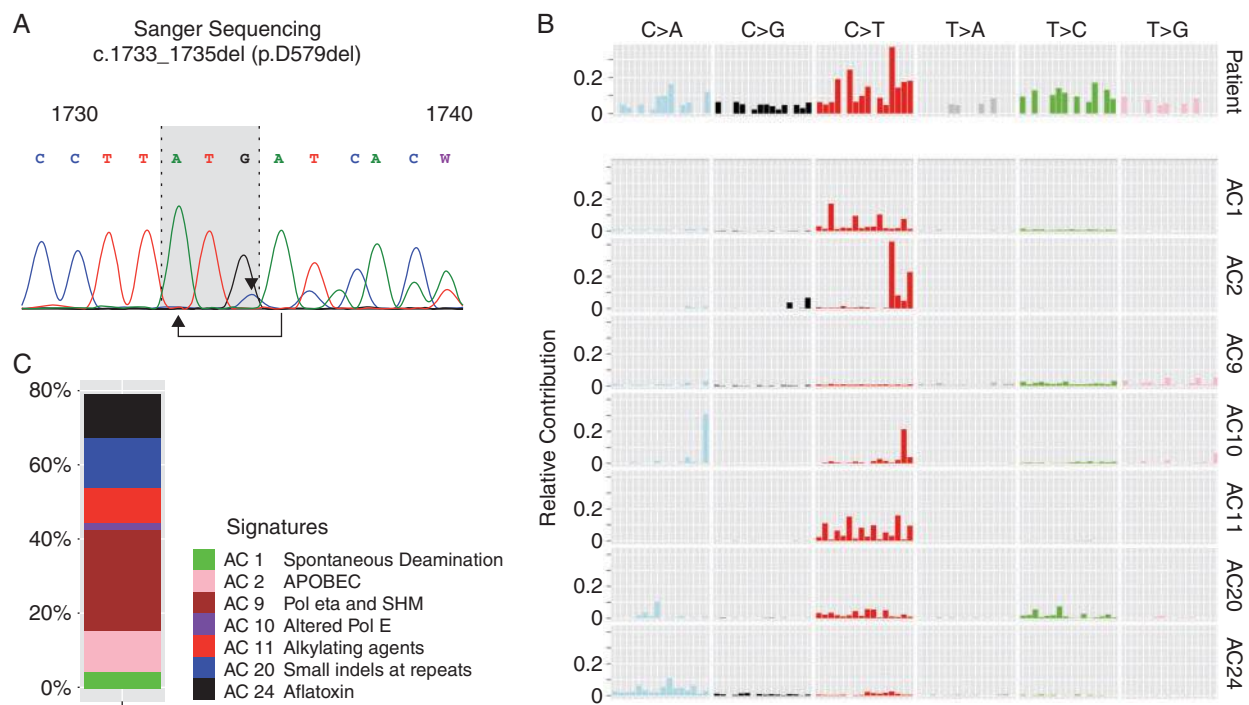 A
Sanger Sequencing
c.1733_1735del (p.D579del)
1730 1740
C C T T A T G A T C A C W
B
C>A C>G C>T T>A T>C T>G
0.2
0
Patient
0.2
0
AC1
0.2
0
AC2
0.2
0
AC9
0.2
0
AC10
0.2
0
AC11
0.2
0
AC20
0.2
0
AC24
Relative Contribution
C
80%
60%
40%
20%
0%
Signatures
AC 1 Spontaneous Deamination
AC 2 APOBEC
AC 9 Pol eta and SHM
AC 10 Altered Pol E
AC 11 Alkylating agents
AC 20 Small indels at repeats
AC 24 Aflatoxin